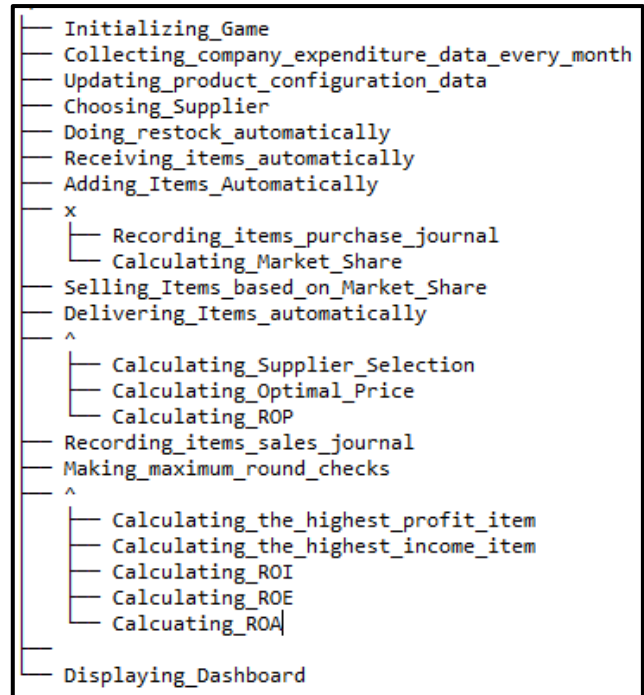 Initializing_Game
Collecting_company_expenditure_data_every_month
Updating_product_configuration_data
Choosing_Supplier
Doing_restock_automatically
Receiving_items_automatically
Adding_Items_Automatically
x
Recording_items_purchase_journal
Calculating_Market_Share
Selling_Items_based_on_Market_Share
Delivering_Items_automatically
^
Calculating_Supplier_Selection
Calculating_Optimal_Price
Calculating_ROP
Recording_items_sales_journal
Making_maximum_round_checks
^
Calculating_the_highest_profit_item
Calculating_the_highest_income_item
Calculating_ROI
Calculating_ROE
Calcuating_ROA
Displaying_Dashboard